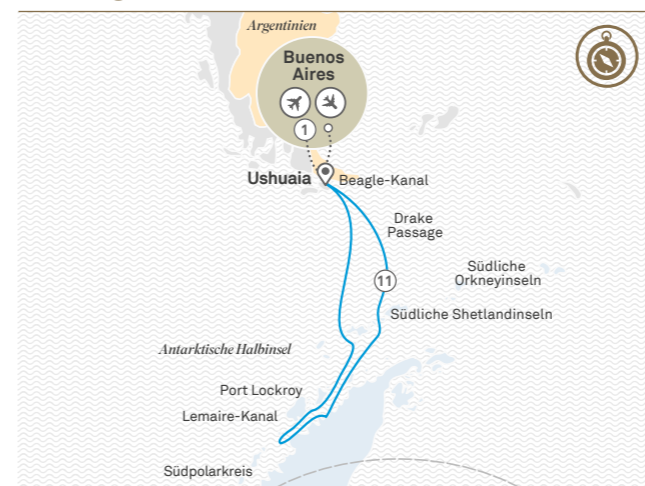 Argentinien
Buenos
Aires
1
Ushuaia
Beagle-Kanal
Drake
Passage
Südliche
Orkneyinseln
11
Südliche Shetlandinseln
Antarktische Halbinsel
Port Lockroy
Lemaire-Kanal
Südpolarkreis